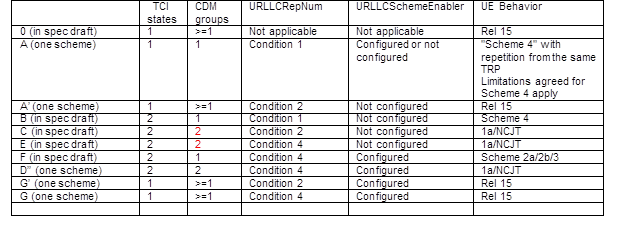 TCI states CDM groups URLLCRepNum URLLCSchemeEnabler UE Behavior
0 (in spec draft) 1 >=1 Not applicable Not applicable Rel 15
A (one scheme) 1 1 Condition 1 Configured or not configured "Scheme 4" with repetition from the same TRP Limitations agreed for Scheme 4 apply
A' (one scheme) 1 >=1 Condition 2 Not configured Rel 15
B (in spec draft) 2 1 Condition 1 Not configured Scheme 4
C (in spec draft) 2 2 Condition 2 Not configured 1a/NCJT
E (in spec draft) 2 2 Condition 4 Not configured 1a/NCJT
F (in spec draft) 2 1 Condition 4 Configured Scheme 2a/2b/3
D'' (one scheme) 2 2 Condition 4 Configured 1a/NCJT
G' (one scheme) 1 >=1 Condition 2 Configured Rel 15
G (one scheme) 1 >=1 Condition 4 Configured Rel 15